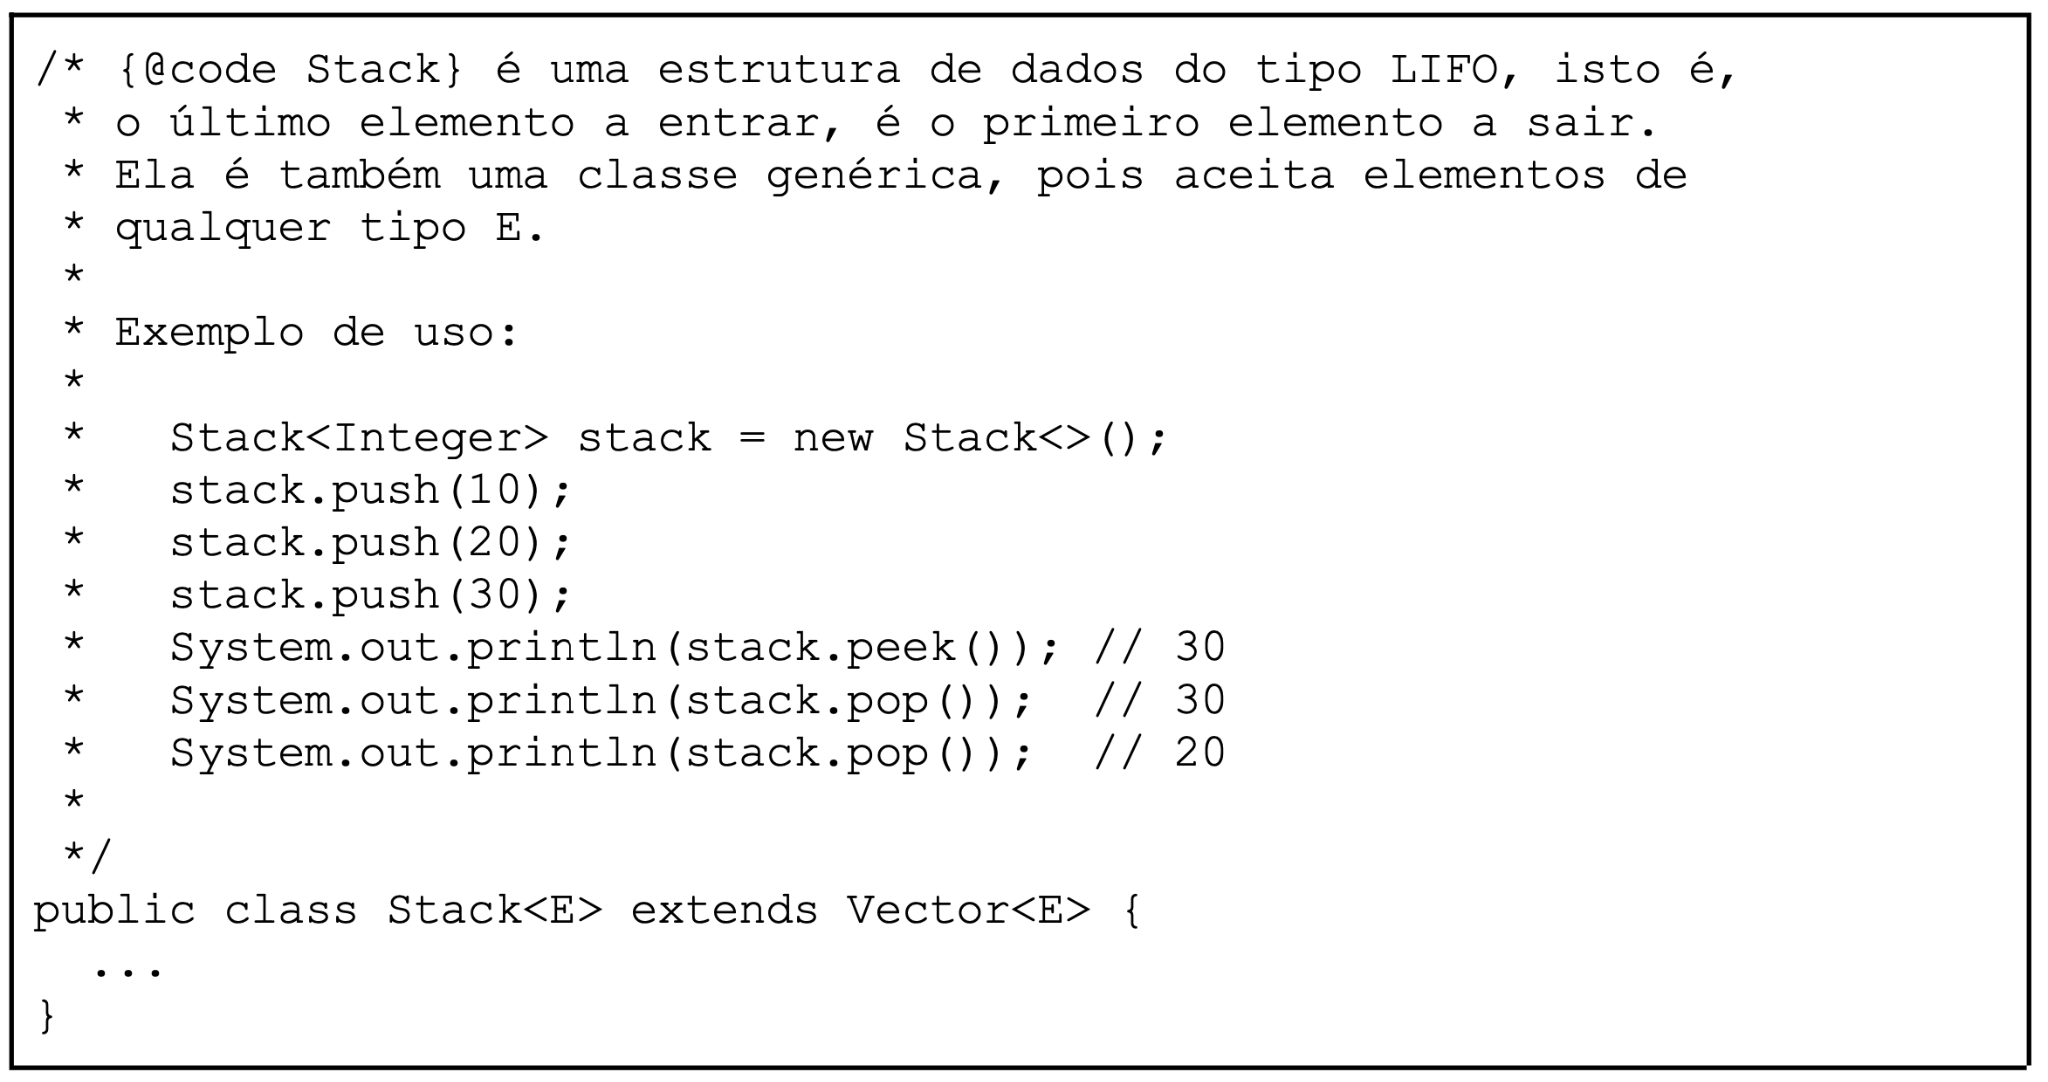 /* {@code Stack} é uma estrutura de dados do tipo LIFO, isto é,
 * o último elemento a entrar, é o primeiro elemento a sair.
 * Ela é também uma classe genérica, pois aceita elementos de
 * qualquer tipo E.
 *
 * Exemplo de uso:
 *
 *   Stack<Integer> stack = new Stack<>();
 *   stack.push(10);
 *   stack.push(20);
 *   stack.push(30);
 *   System.out.println(stack.peek()); // 30
 *   System.out.println(stack.pop());  // 30
 *   System.out.println(stack.pop());  // 20
 *
 */
public class Stack<E> extends Vector<E> {
  ...
}